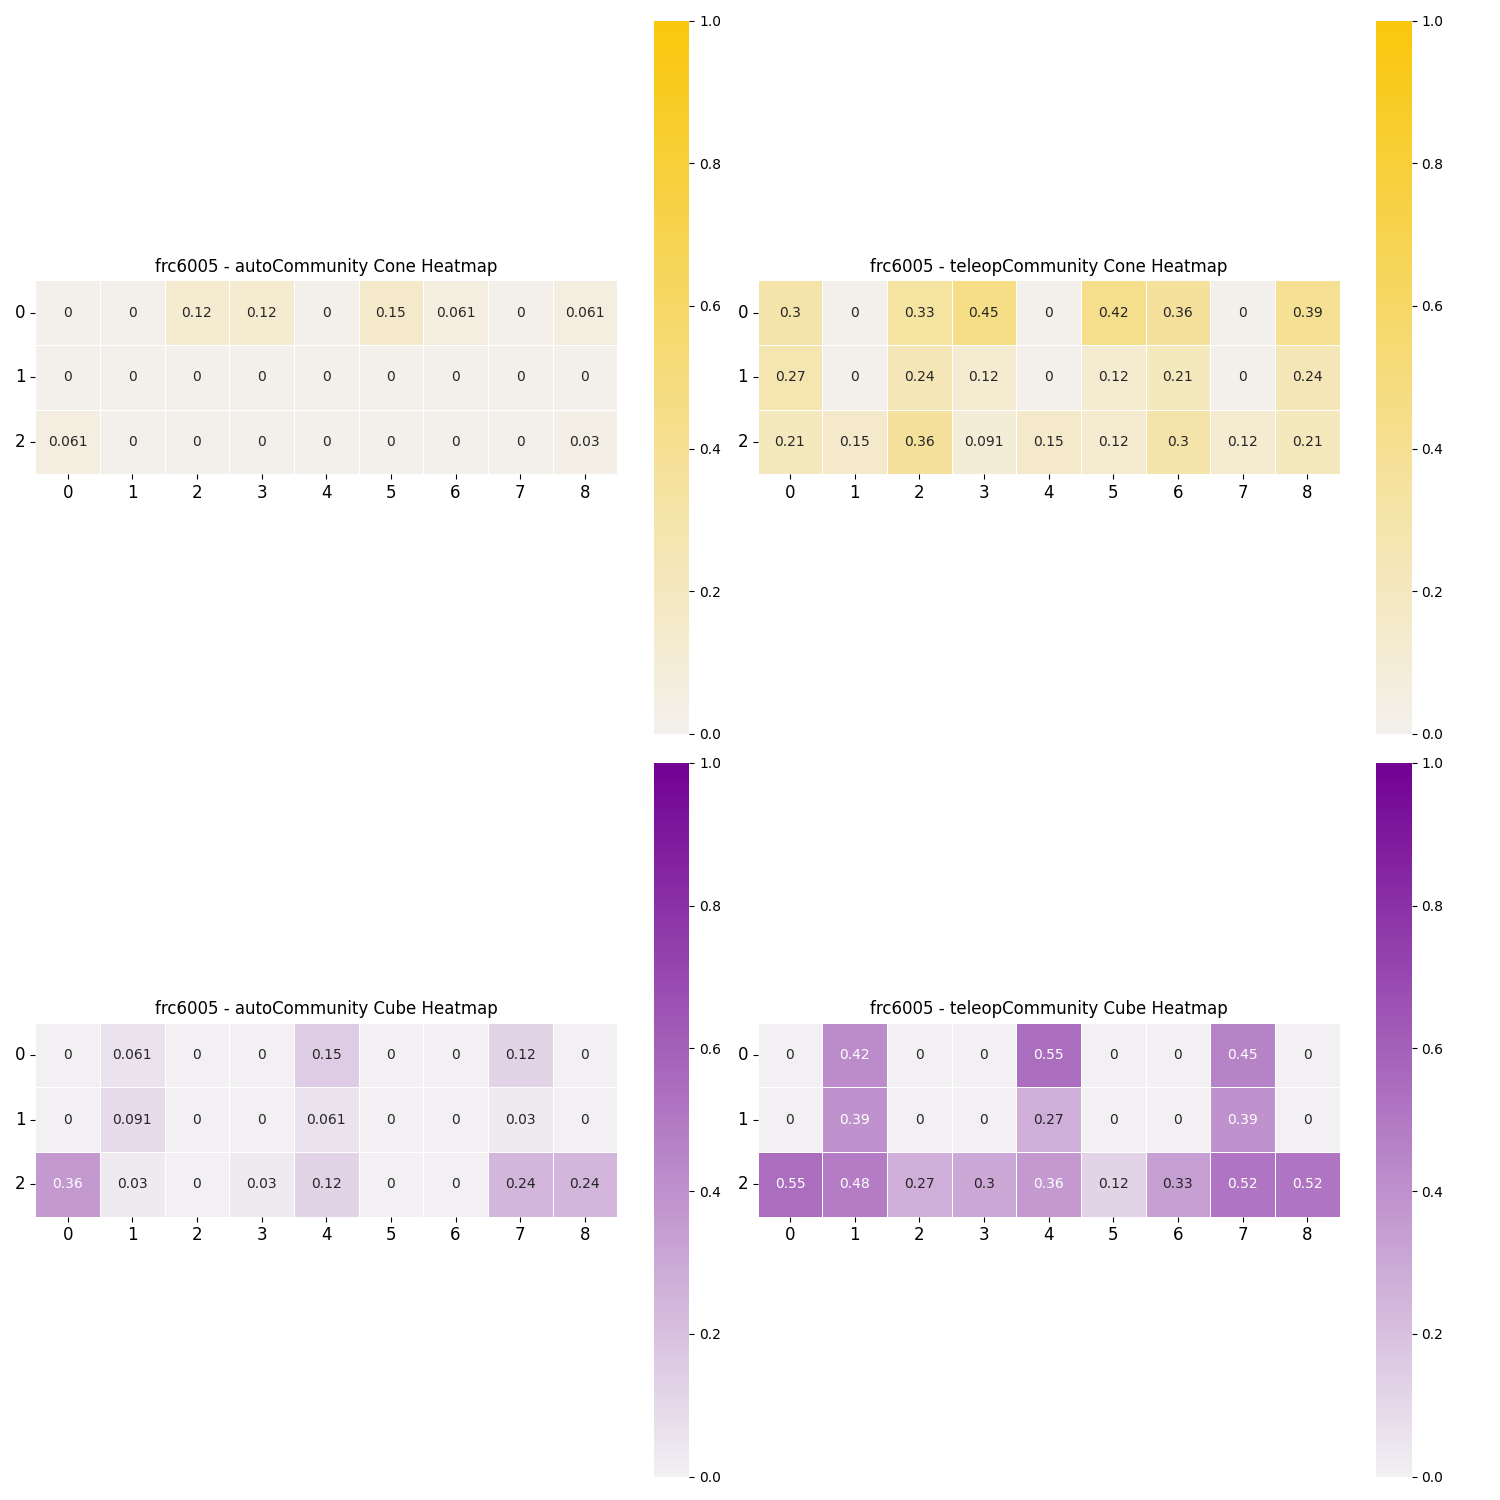 frc6005 - autoCommunity Cone Heatmap
0 0 0 0.12 0.12 0 0.15 0.061 0 0.061
1 0 0 0 0 0 0 0 0 0
2 0.061 0 0 0 0 0 0 0 0.03
0 1 2 3 4 5 6 7 8
1.0
0.8
0.6
0.4
0.2
0.0
frc6005 - teleopCommunity Cone Heatmap
0 0.3 0 0.33 0.45 0 0.42 0.36 0 0.39
1 0.27 0 0.24 0.12 0 0.12 0.21 0 0.24
2 0.21 0.15 0.36 0.091 0.15 0.12 0.3 0.12 0.21
0 1 2 3 4 5 6 7 8
1.0
0.8
0.6
0.4
0.2
0.0
frc6005 - autoCommunity Cube Heatmap
0 0 0.061 0 0 0.15 0 0 0.12 0
1 0 0.091 0 0 0.061 0 0 0.03 0
2 0.36 0.03 0 0.03 0.12 0 0 0.24 0.24
0 1 2 3 4 5 6 7 8
1.0
0.8
0.6
0.4
0.2
0.0
frc6005 - teleopCommunity Cube Heatmap
0 0 0.42 0 0 0.55 0 0 0.45 0
1 0 0.39 0 0 0.27 0 0 0.39 0
2 0.55 0.48 0.27 0.3 0.36 0.12 0.33 0.52 0.52
0 1 2 3 4 5 6 7 8
1.0
0.8
0.6
0.4
0.2
0.0